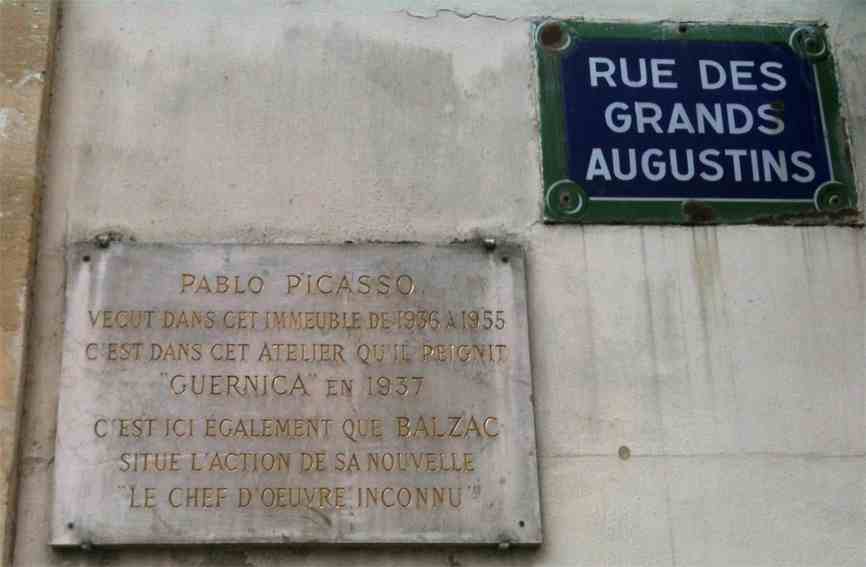 RUE DES
GRANDS
AUGUSTINS
PABLO PICASSO
VECUT DANS CET IMMEUBLE DE 1936 A 1955
C'EST DANS CET ATELIER QU'IL PEIGNIT
"GUERNICA" EN 1937
C'EST ICI ÉGALEMENT QUE BALZAC
SITUE L'ACTION DE SA NOUVELLE
"LE CHEF D'OEUVRE INCONNU"